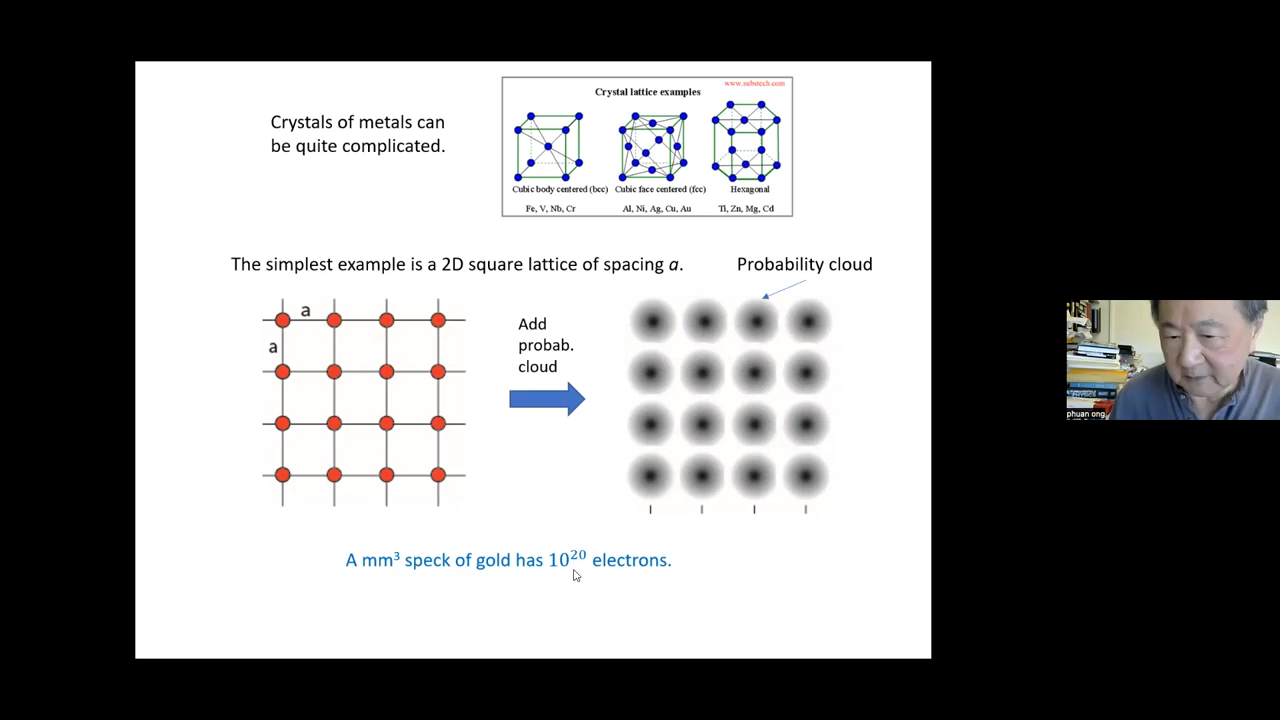 www.substech.com
Crystal lattice examples
Crystals of metals can
be quite complicated.
Cubic body centered (bcc)
Cubic face centered (fcc)
Hexagonal
Fe, V, Nb, Cr
Al, Ni, Ag, Cu, Au
Ti, Zn, Mg, Cd
The simplest example is a 2D square lattice of spacing a.
Probability cloud
a
a
Add
probab.
cloud
A mm³ speck of gold has 10²⁰ electrons.
phuan ong